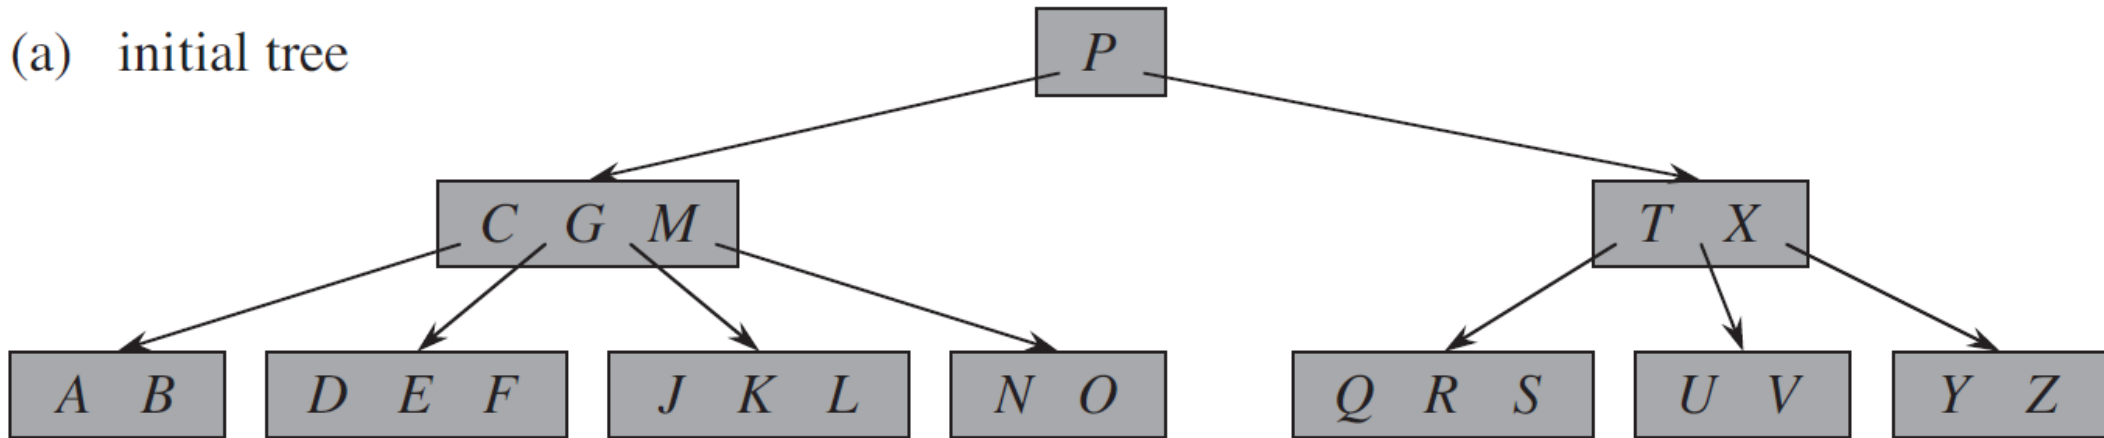 (a) initial tree
P
C G M
T X
A B
D E F
J K L
N O
Q R S
U V
Y Z